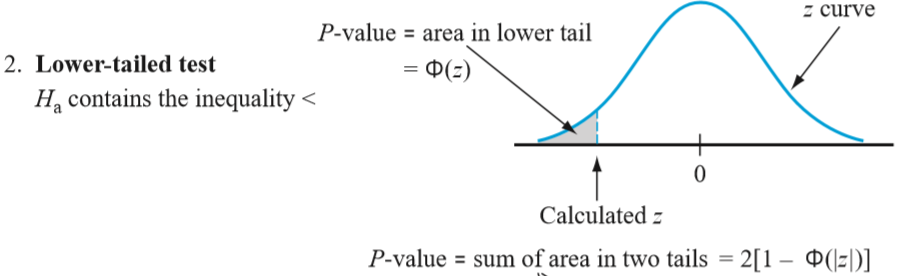 z curve
P-value = area in lower tail
= Φ(z)
2. Lower-tailed test
Hₐ contains the inequality <
0
Calculated z
P-value = sum of area in two tails = 2[1 − Φ(|z|)]